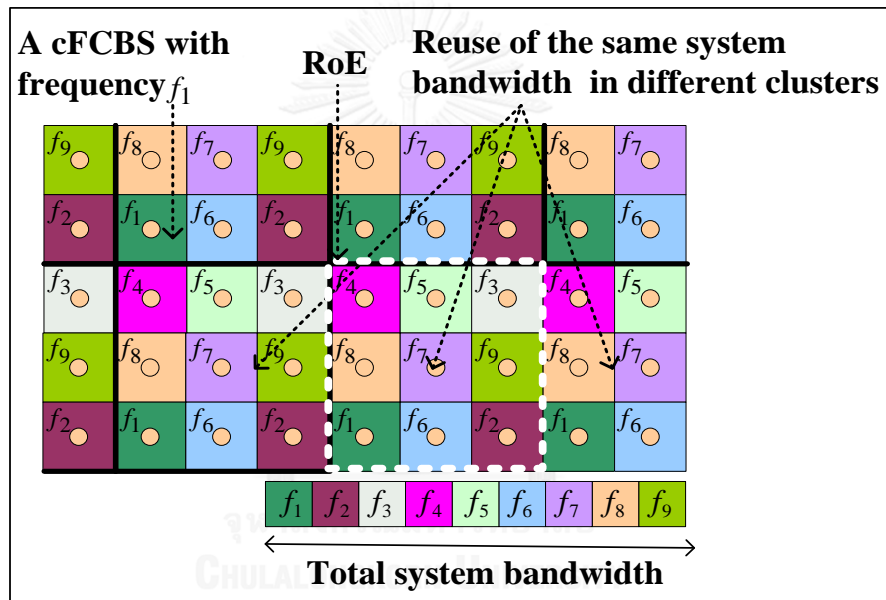 A cFCBS with
frequency f₁
RoE
Reuse of the same system
bandwidth in different clusters
f₉ f₈ f₇ f₉ f₈ f₇ f₉ f₈ f₇
f₂ f₁ f₆ f₂ f₁ f₆ f₂ f₁ f₆
f₃ f₄ f₅ f₃ f₄ f₅ f₃ f₄ f₅
f₉ f₈ f₇ f₉ f₈ f₇ f₉ f₈ f₇
f₂ f₁ f₆ f₂ f₁ f₆ f₂ f₁ f₆
f₁ f₂ f₃ f₄ f₅ f₆ f₇ f₈ f₉
Total system bandwidth